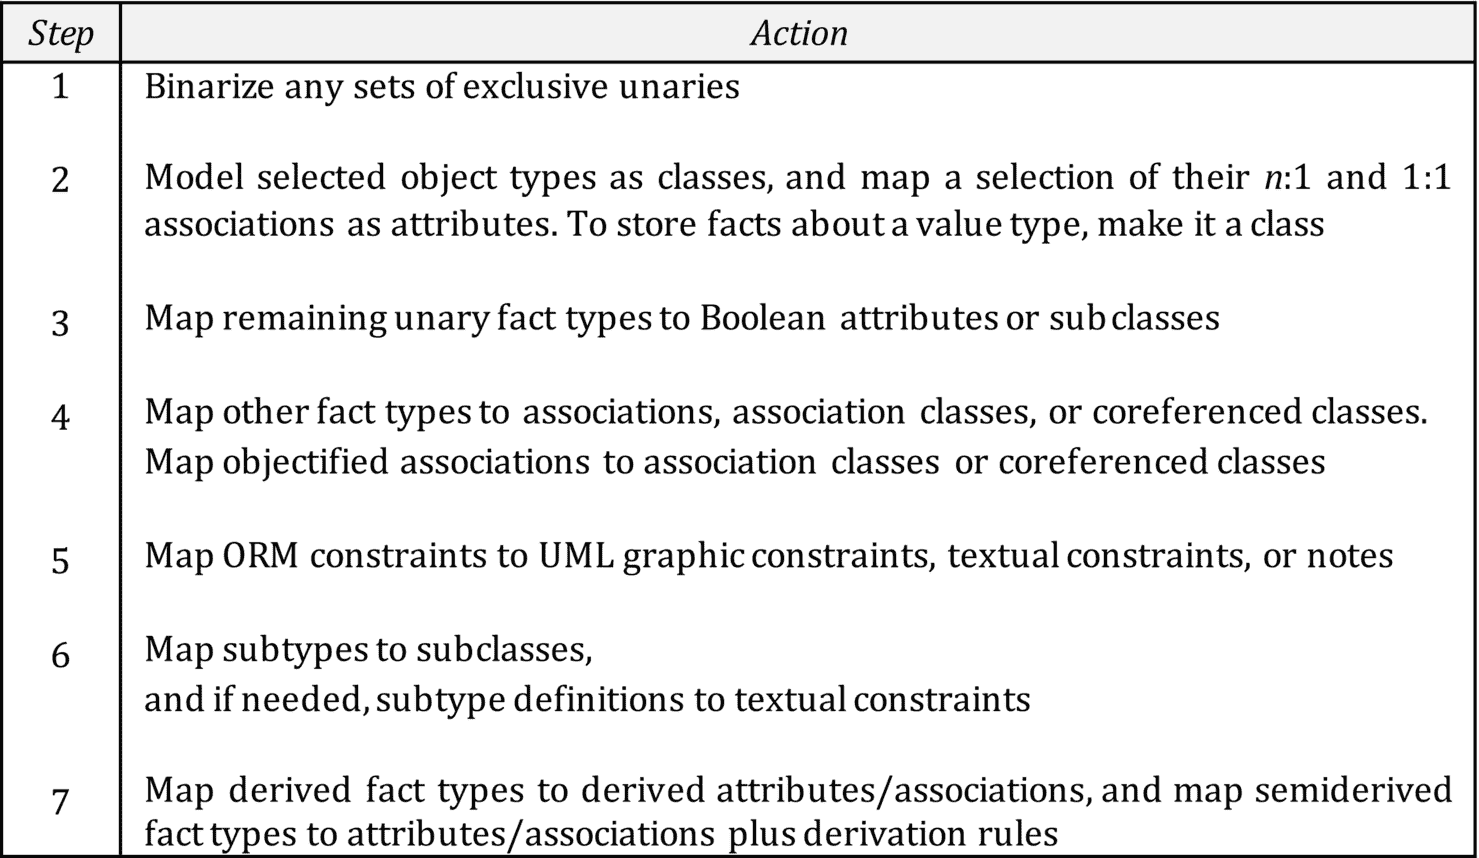 Step Action
1 Binarize any sets of exclusive unaries
2 Model selected object types as classes, and map a selection of their n:1 and 1:1
associations as attributes. To store facts about a value type, make it a class
3 Map remaining unary fact types to Boolean attributes or subclasses
4 Map other fact types to associations, association classes, or coreferenced classes.
Map objectified associations to association classes or coreferenced classes
5 Map ORM constraints to UML graphic constraints, textual constraints, or notes
6 Map subtypes to subclasses,
and if needed, subtype definitions to textual constraints
7 Map derived fact types to derived attributes/associations, and map semiderived
fact types to attributes/associations plus derivation rules